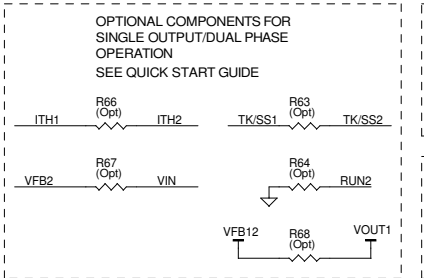 OPTIONAL COMPONENTS FOR
SINGLE OUTPUT/DUAL PHASE
OPERATION
SEE QUICK START GUIDE
R66
(Opt)
ITH1
ITH2
R63
(Opt)
TK/SS1
TK/SS2
R67
(Opt)
VFB2
VIN
R64
(Opt)
RUN2
VFB12
R68
(Opt)
VOUT1